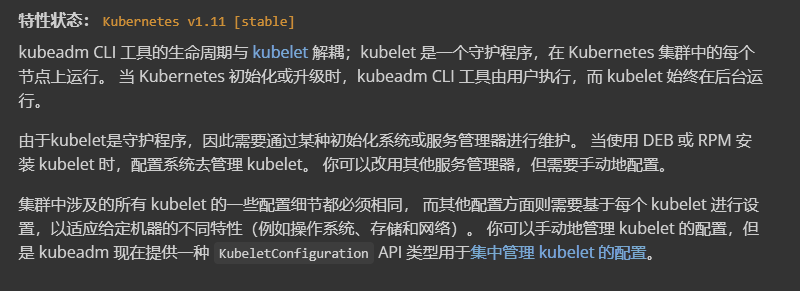 特性状态： Kubernetes v1.11 [stable]
kubeadm CLI 工具的生命周期与 kubelet 解耦；kubelet 是一个守护程序，在 Kubernetes 集群中的每个
节点上运行。 当 Kubernetes 初始化或升级时，kubeadm CLI 工具由用户执行，而 kubelet 始终在后台运
行。
由于kubelet是守护程序，因此需要通过某种初始化系统或服务管理器进行维护。 当使用 DEB 或 RPM 安
装 kubelet 时，配置系统去管理 kubelet。 你可以改用其他服务管理器，但需要手动地配置。
集群中涉及的所有 kubelet 的一些配置细节都必须相同， 而其他配置方面则需要基于每个 kubelet 进行设
置，以适应给定机器的不同特性（例如操作系统、存储和网络）。 你可以手动地管理 kubelet 的配置，但
是 kubeadm 现在提供一种 KubeletConfiguration API 类型用于集中管理 kubelet 的配置。